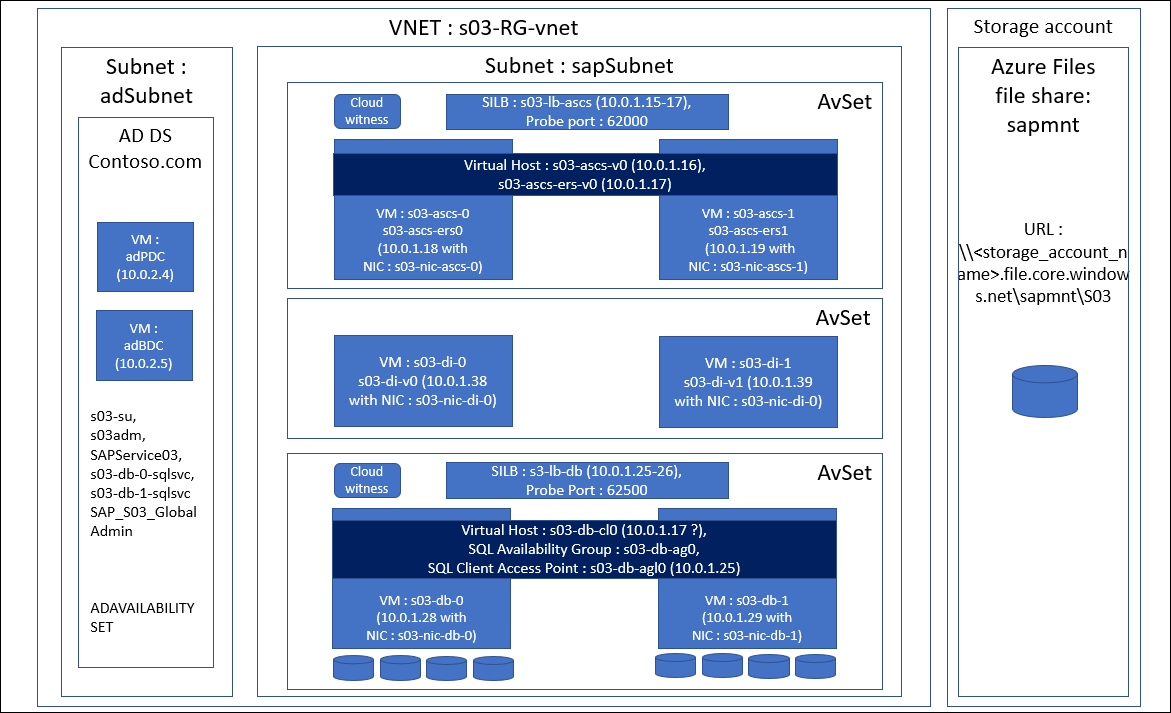 VNET : s03-RG-vnet
Subnet :
adSubnet
AD DS
Contoso.com
VM :
adPDC
(10.0.2.4)
VM :
adBDC
(10.0.2.5)
s03-su,
s03adm,
SAPService03,
s03-db-0-sqlsvc,
s03-db-1-sqlsvc
SAP_S03_Global
Admin
ADAVAILABILITY
SET
Subnet : sapSubnet
Cloud
witness
SILB : s03-lb-ascs (10.0.1.15-17),
Probe port : 62000
AvSet
Virtual Host : s03-ascs-v0 (10.0.1.16),
s03-ascs-ers-v0 (10.0.1.17)
VM : s03-ascs-0
s03-ascs-ers0
(10.0.1.18 with
NIC : s03-nic-ascs-0)
VM : s03-ascs-1
s03-ascs-ers1
(10.0.1.19 with
NIC : s03-nic-ascs-1)
AvSet
VM : s03-di-0
s03-di-v0 (10.0.1.38
with NIC : s03-nic-di-0)
VM : s03-di-1
s03-di-v1 (10.0.1.39
with NIC : s03-nic-di-0)
Cloud
witness
SILB : s3-lb-db (10.0.1.25-26),
Probe Port : 62500
AvSet
Virtual Host : s03-db-cl0 (10.0.1.17 ?),
SQL Availability Group : s03-db-ag0,
SQL Client Access Point : s03-db-agl0 (10.0.1.25)
VM : s03-db-0
(10.0.1.28 with
NIC : s03-nic-db-0)
VM : s03-db-1
(10.0.1.29 with
NIC : s03-nic-db-1)
Storage account
Azure Files
file share:
sapmnt
URL :
\\<storage_account_n
ame>.file.core.window
s.net\sapmnt\S03